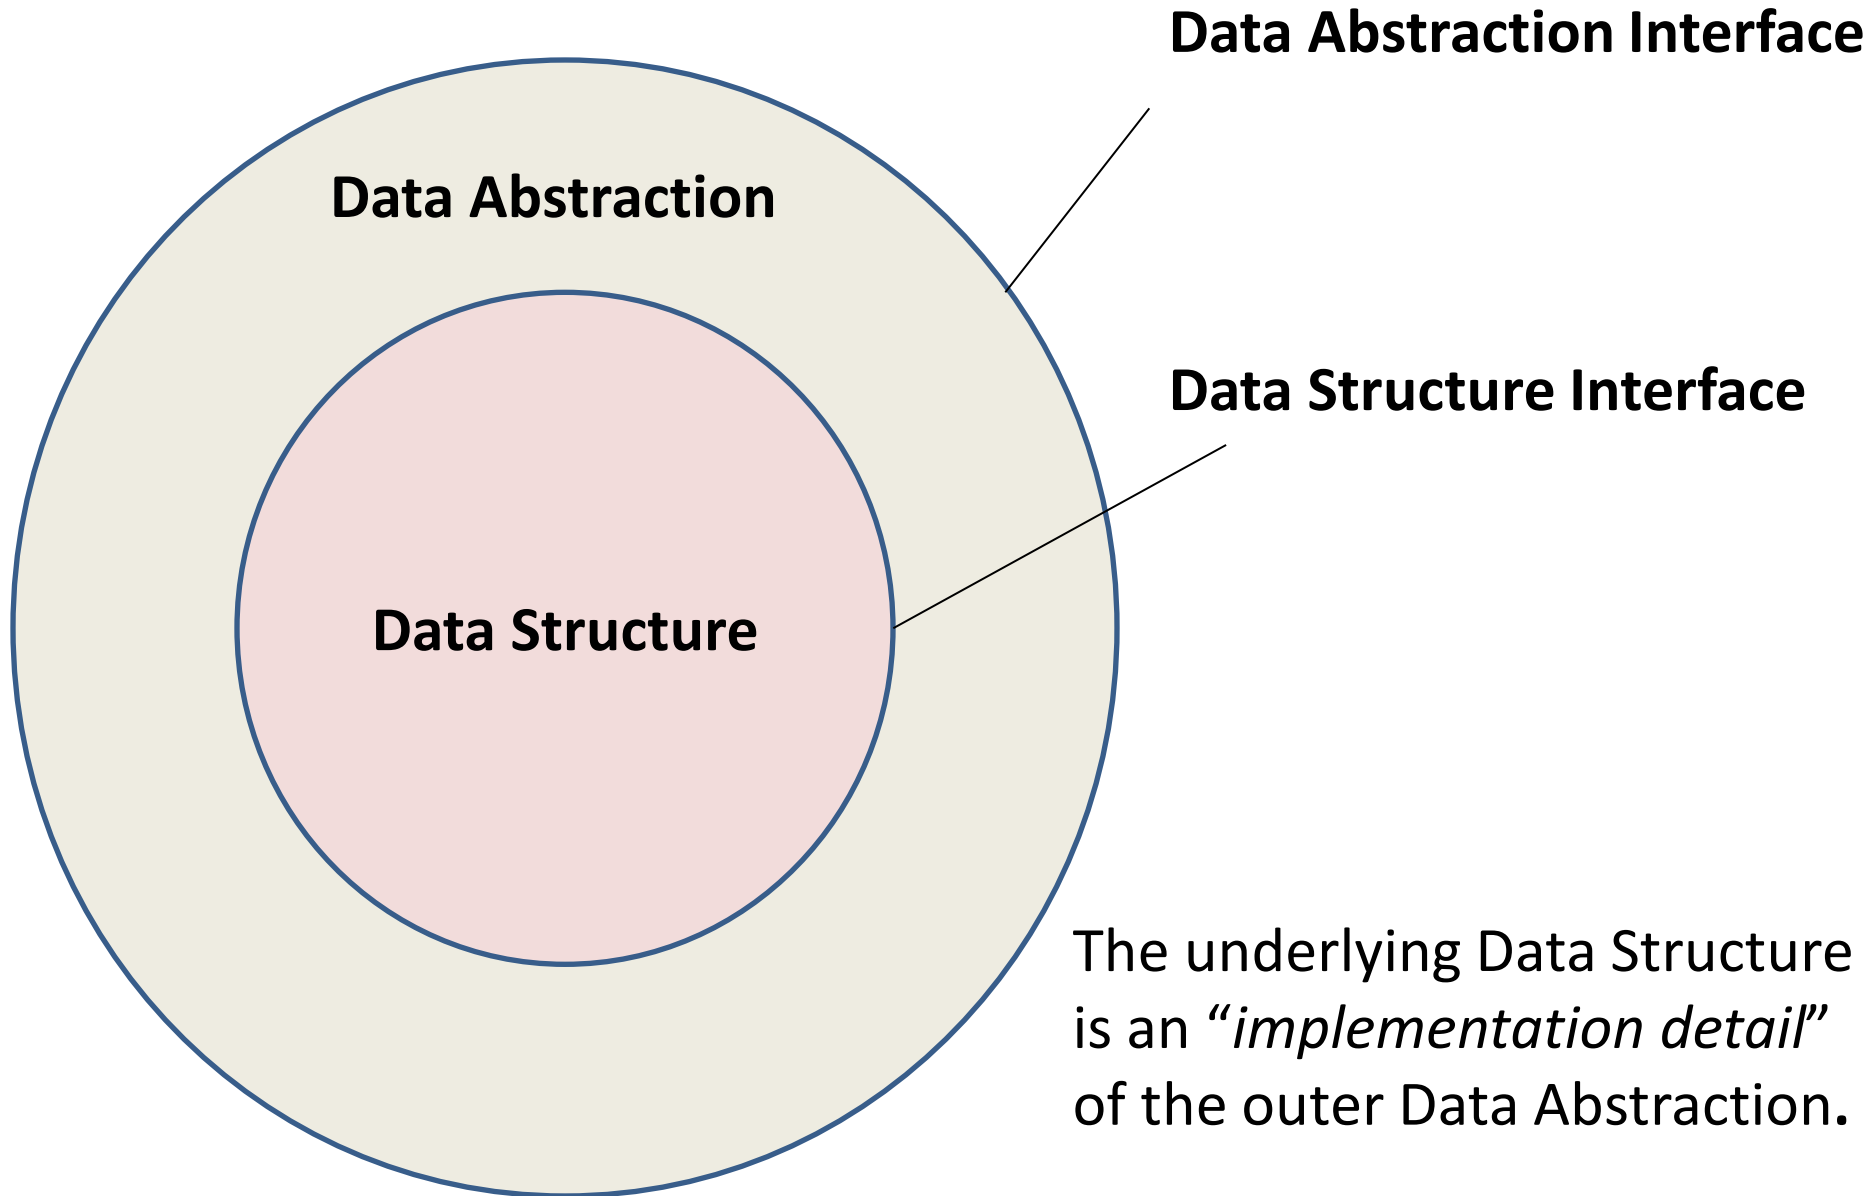 Data Abstraction Interface
Data Abstraction
Data Structure Interface
Data Structure
The underlying Data Structure
is an “implementation detail”
of the outer Data Abstraction.